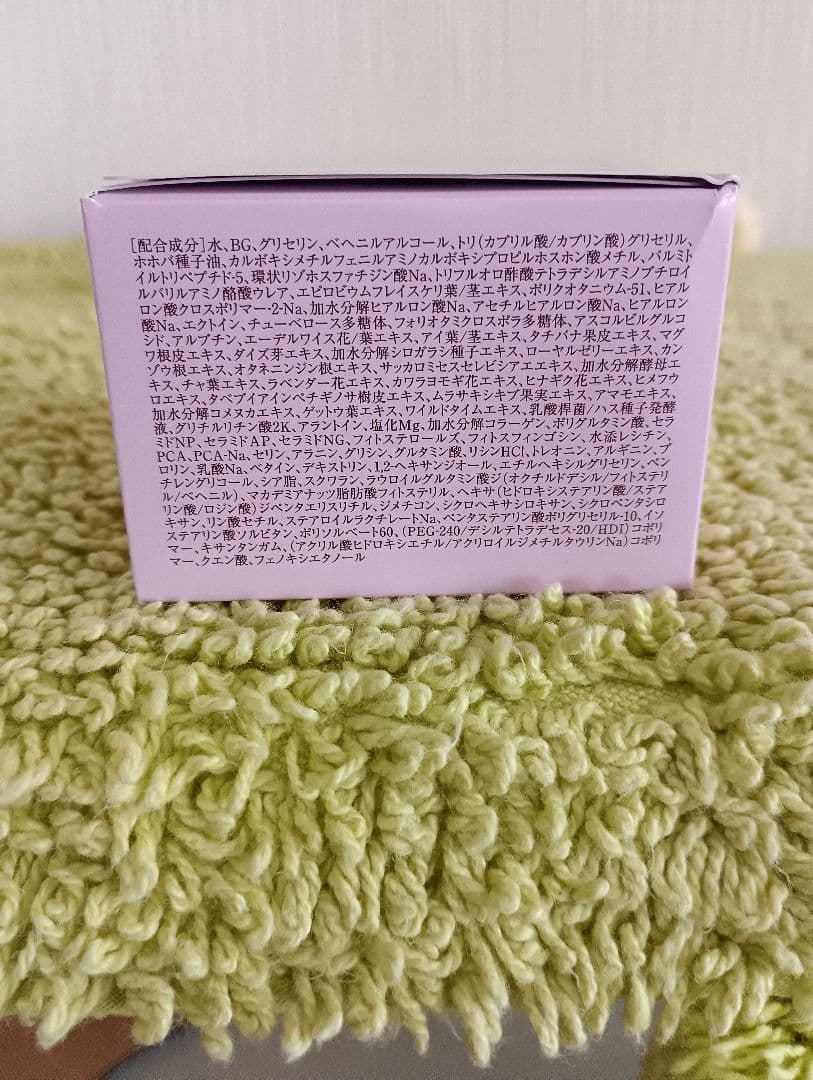 ［配合成分］水、BG、グリセリン、ベヘニルアルコール、トリ（カプリル酸/カプリン酸）グリセリル、
ホホバ種子油、カルボキシメチルフェニルアミノカルボキシプロピルホスホン酸メチル、パルミト
イルトリペプチド-5、環状リゾホスファチジン酸Na、トリフルオロ酢酸テトラデシルアミノブチロイ
ルバリルアミノ酪酸ウレア、エピロビウムフレイスケリ葉/茎エキス、ポリクオタニウム-51、ヒアル
ロン酸クロスポリマー-2-Na、加水分解ヒアルロン酸Na、アセチルヒアルロン酸Na、ヒアルロン
酸Na、エクトイン、チューベロース多糖体、フォリオタミクロスポラ多糖体、アスコルビルグルコ
シド、アルブチン、エーデルワイス花/葉エキス、アイ葉/茎エキス、タチバナ果皮エキス、マグ
ワ根皮エキス、ダイズ芽エキス、加水分解シロガラシ種子エキス、ローヤルゼリーエキス、カン
ゾウ根エキス、オタネニンジン根エキス、サッカロミセスセレビシアエエキス、加水分解酵母エ
キス、チャ葉エキス、ラベンダー花エキス、カワラヨモギ花エキス、ヒナギク花エキス、ヒメフウ
ロエキス、タベブイアインペチギノサ樹皮エキス、ムラサキシキブ果実エキス、アマモエキス、
加水分解コメヌカエキス、ゲットウ葉エキス、ワイルドタイムエキス、乳酸桿菌/ハス種子発酵
液、グリチルリチン酸2K、アラントイン、塩化Mg、加水分解コラーゲン、ポリグルタミン酸、セラ
ミドNP、セラミドAP、セラミドNG、フィトステロールズ、フィトスフィンゴシン、水添レシチン、
PCA、PCA-Na、セリン、アラニン、グリシン、グルタミン酸、リシンHCl、トレオニン、アルギニン、プ
ロリン、乳酸Na、ベタイン、デキストリン、1,2-ヘキサンジオール、エチルヘキシルグリセリン、ペン
チレングリコール、シア脂、スクワラン、ラウロイルグルタミン酸ジ（オクチルドデシル/フィトステリ
ル/ベヘニル）、マカデミアナッツ脂肪酸フィトステリル、ヘキサ（ヒドロキシステアリン酸/ステア
リン酸/ロジン酸）ジペンタエリスリチル、ジメチコン、シクロヘキサシロキサン、シクロペンタシロ
キサン、リン酸セチル、ステアロイルラクチレートNa、ペンタステアリン酸ポリグリセリル-10、イソ
ステアリン酸ソルビタン、ポリソルベート60、（PEG-240/デシルテトラデセス-20/HDI）コポリ
マー、キサンタンガム、（アクリル酸ヒドロキシエチル/アクリロイルジメチルタウリンNa）コポリ
マー、クエン酸、フェノキシエタノール